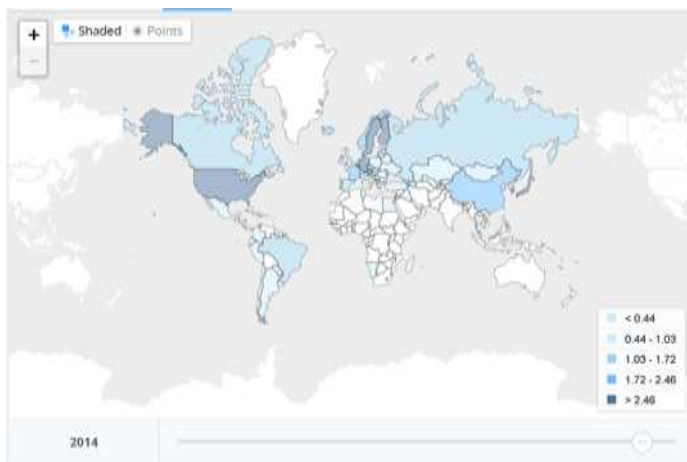 +
Shaded Points
−
< 0.44
0.44 - 1.03
1.03 - 1.72
1.72 - 2.46
> 2.46
2014